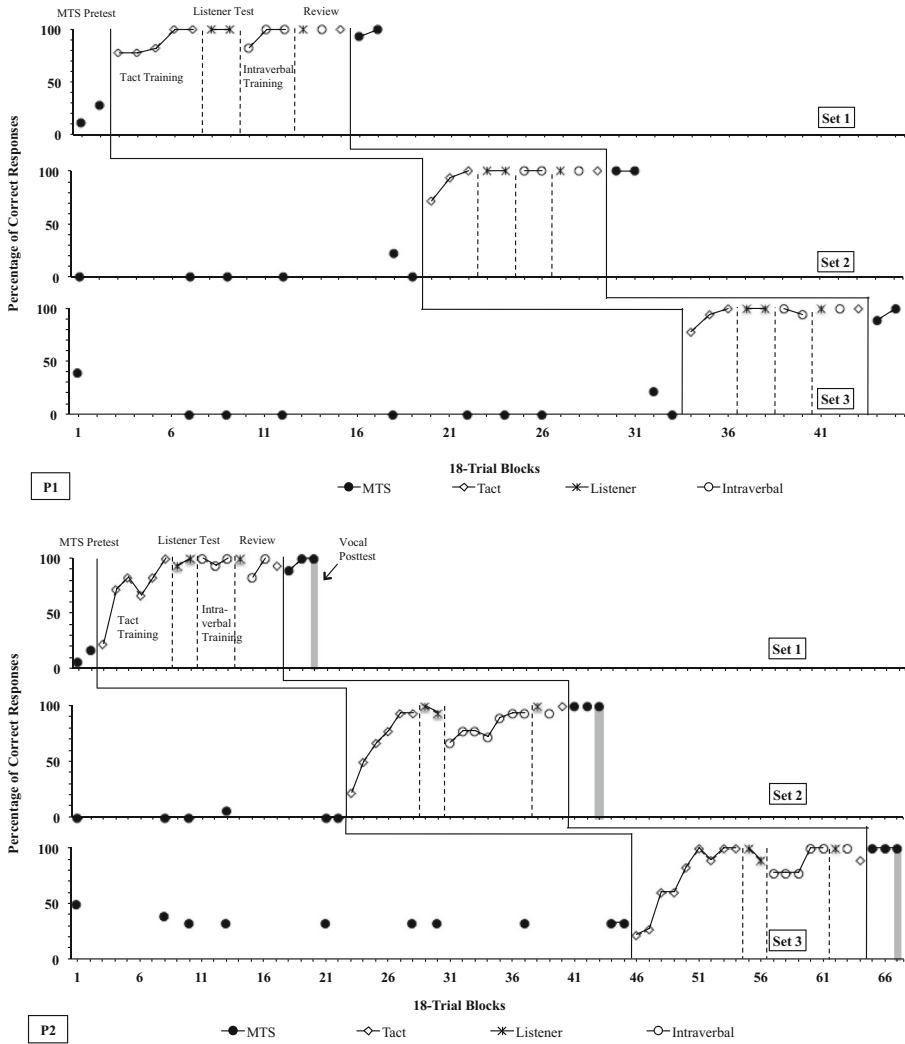 MTS Pretest Listener Test Review
100
50
0
Tact Training
Intraverbal
Training
Set 1
100
50
0
Set 2
100
50
0
Set 3
1 6 11 16 21 26 31 36 41
Percentage of Correct Responses
18-Trial Blocks
P1
MTS Tact Listener Intraverbal
MTS Pretest Listener Test Review Vocal
Posttest
100
50
0
Tact
Training
Intra-
verbal
Training
Set 1
100
50
0
Set 2
100
50
0
Set 3
1 6 11 16 21 26 31 36 41 46 51 56 61 66
Percentage of Correct Responses
18-Trial Blocks
P2
MTS Tact Listener Intraverbal